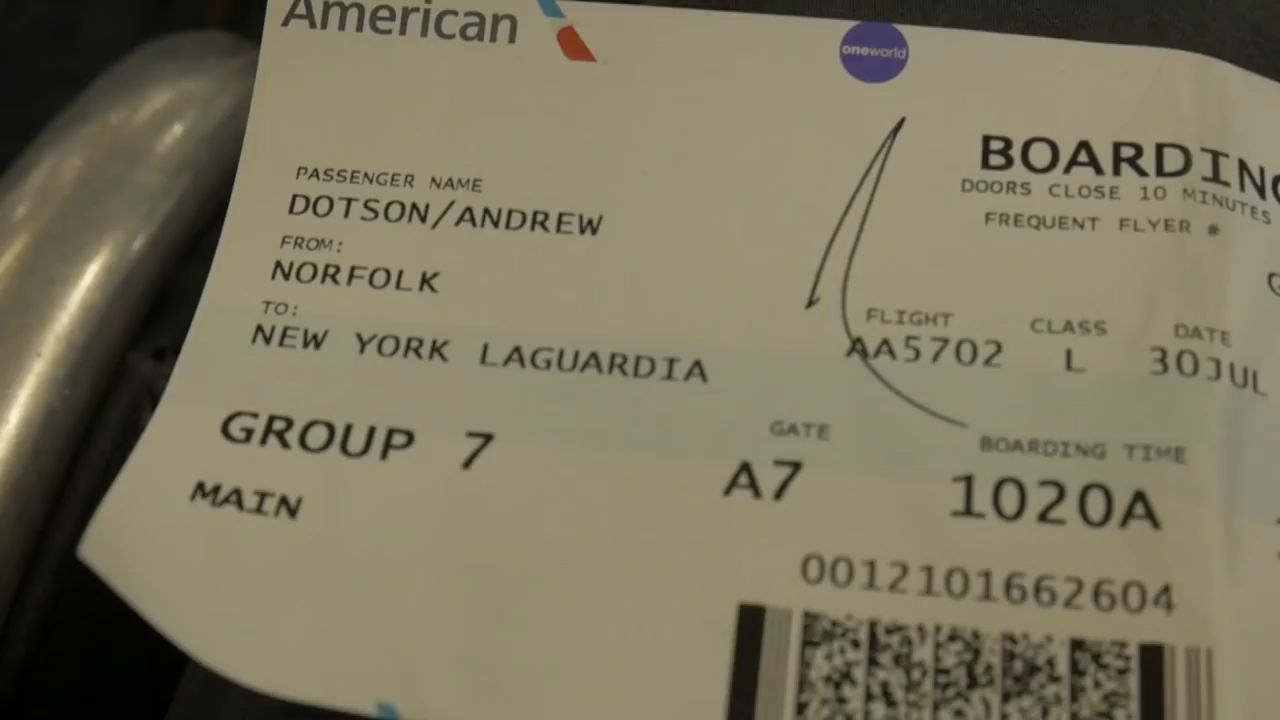 American
oneworld
BOARDING
DOORS CLOSE 10 MINUTES
FREQUENT FLYER #
PASSENGER NAME
DOTSON/ANDREW
FROM:
NORFOLK
TO:
NEW YORK LAGUARDIA
FLIGHT CLASS DATE
AA5702 L 30JUL
GROUP 7
MAIN
GATE BOARDING TIME
A7 1020A
0012101662604